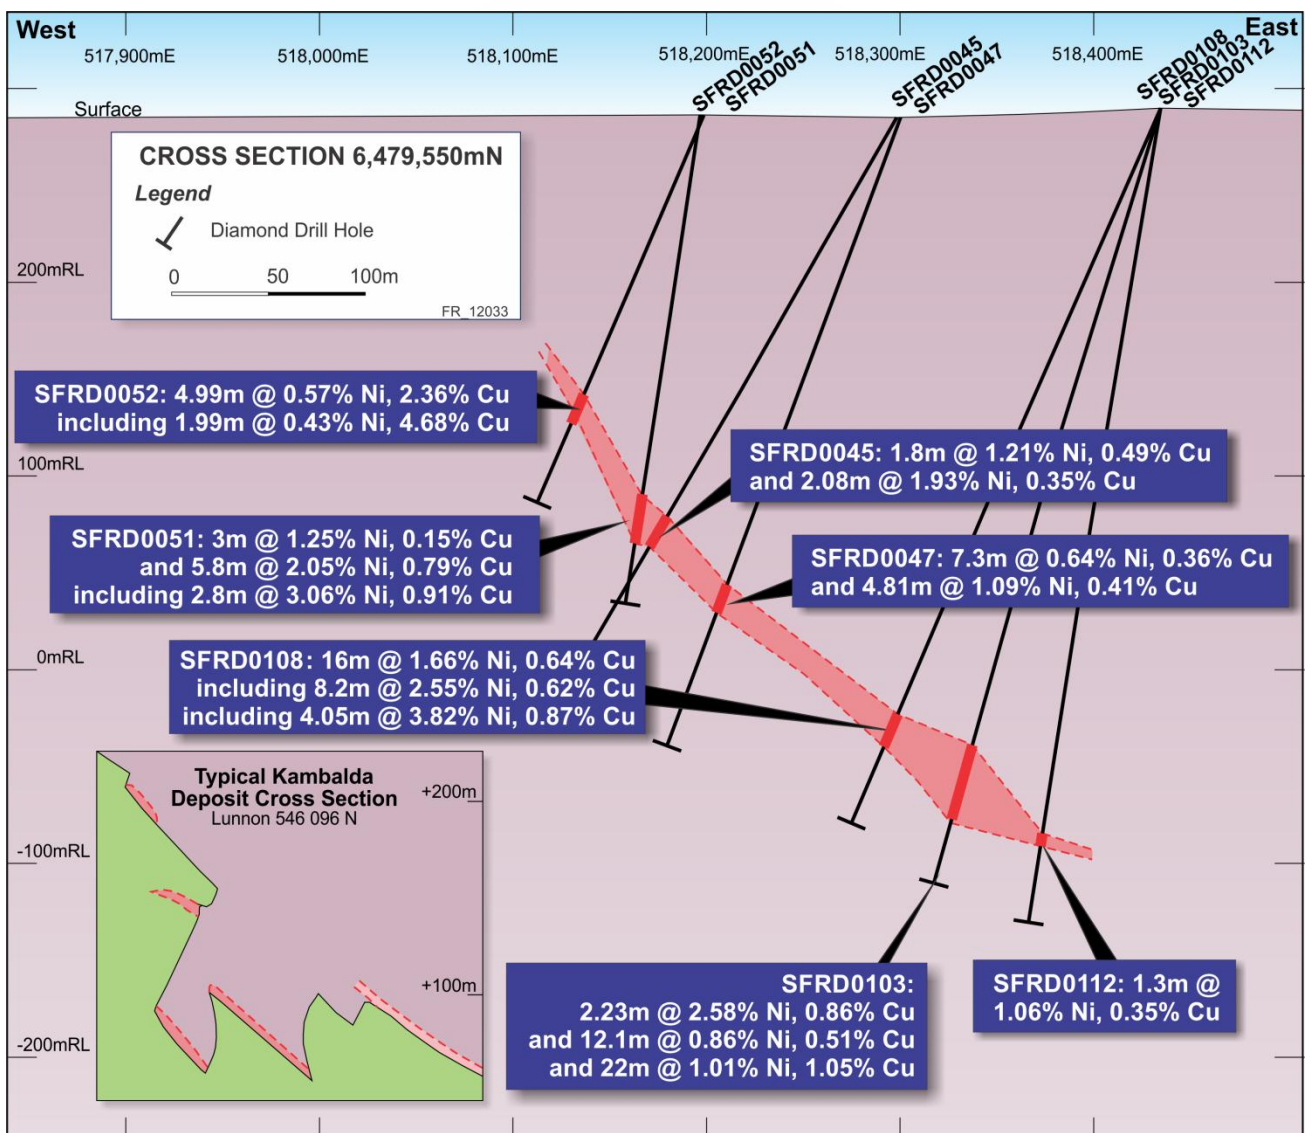 West
East
517,900mE
518,000mE
518,100mE
518,200mE
518,300mE
518,400mE
SFRD0052
SFRD0051
SFRD0045
SFRD0047
SFRD0108
SFRD0103
SFRD0112
Surface
CROSS SECTION 6,479,550mN
Legend
Diamond Drill Hole
0 50 100m
FR_12033
200mRL
100mRL
0mRL
-100mRL
-200mRL
SFRD0052: 4.99m @ 0.57% Ni, 2.36% Cu
including 1.99m @ 0.43% Ni, 4.68% Cu
SFRD0045: 1.8m @ 1.21% Ni, 0.49% Cu
and 2.08m @ 1.93% Ni, 0.35% Cu
SFRD0051: 3m @ 1.25% Ni, 0.15% Cu
and 5.8m @ 2.05% Ni, 0.79% Cu
including 2.8m @ 3.06% Ni, 0.91% Cu
SFRD0047: 7.3m @ 0.64% Ni, 0.36% Cu
and 4.81m @ 1.09% Ni, 0.41% Cu
SFRD0108: 16m @ 1.66% Ni, 0.64% Cu
including 8.2m @ 2.55% Ni, 0.62% Cu
including 4.05m @ 3.82% Ni, 0.87% Cu
Typical Kambalda
Deposit Cross Section
Lunnon 546 096 N
+200m
+100m
SFRD0103:
2.23m @ 2.58% Ni, 0.86% Cu
and 12.1m @ 0.86% Ni, 0.51% Cu
and 22m @ 1.01% Ni, 1.05% Cu
SFRD0112: 1.3m @
1.06% Ni, 0.35% Cu